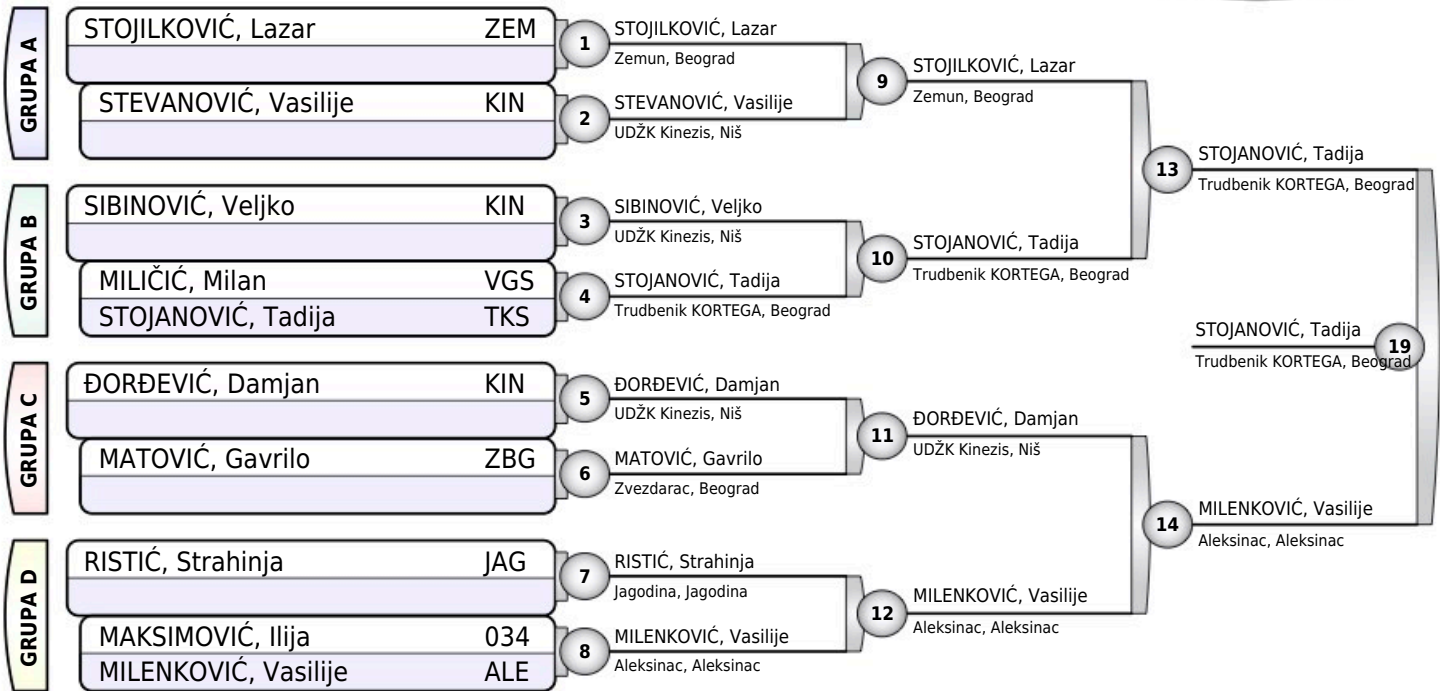 GRUPA A
STOJILKOVIĆ, Lazar ZEM
STEVANOVIĆ, Vasilije KIN
1
STOJILKOVIĆ, Lazar
Zemun, Beograd
2
STEVANOVIĆ, Vasilije
UDŽK Kinezis, Niš
9
STOJILKOVIĆ, Lazar
Zemun, Beograd
GRUPA B
SIBINOVIĆ, Veljko KIN
MILIČIĆ, Milan VGS
STOJANOVIĆ, Tadija TKS
3
SIBINOVIĆ, Veljko
UDŽK Kinezis, Niš
4
STOJANOVIĆ, Tadija
Trudbenik KORTEGA, Beograd
10
STOJANOVIĆ, Tadija
Trudbenik KORTEGA, Beograd
13
STOJANOVIĆ, Tadija
Trudbenik KORTEGA, Beograd
GRUPA C
ĐORĐEVIĆ, Damjan KIN
MATOVIĆ, Gavrilo ZBG
5
ĐORĐEVIĆ, Damjan
UDŽK Kinezis, Niš
6
MATOVIĆ, Gavrilo
Zvezdarac, Beograd
11
ĐORĐEVIĆ, Damjan
UDŽK Kinezis, Niš
GRUPA D
RISTIĆ, Strahinja JAG
MAKSIMOVIĆ, Ilija 034
MILENKOVIĆ, Vasilije ALE
7
RISTIĆ, Strahinja
Jagodina, Jagodina
8
MILENKOVIĆ, Vasilije
Aleksinac, Aleksinac
12
MILENKOVIĆ, Vasilije
Aleksinac, Aleksinac
14
MILENKOVIĆ, Vasilije
Aleksinac, Aleksinac
STOJANOVIĆ, Tadija
19
Trudbenik KORTEGA, Beograd